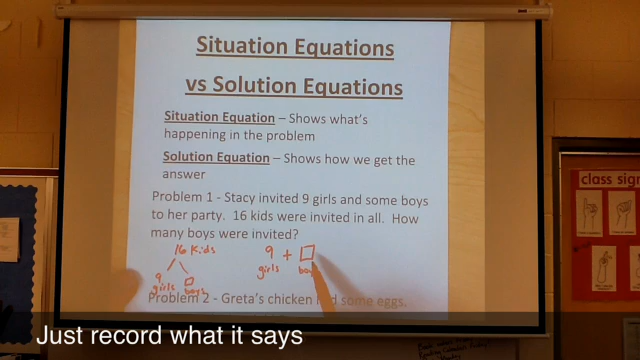 Situation Equations
vs Solution Equations
Situation Equation – Shows what's
happening in the problem
Solution Equation – Shows how we get the
answer
Problem 1 - Stacy invited 9 girls and some boys
to her party. 16 kids were invited in all. How
many boys were invited?
16 Kids
9 + □
girls boys
9 □
girls boys
Problem 2 - Greta's chicken had some eggs.
class sign
Just record what it says